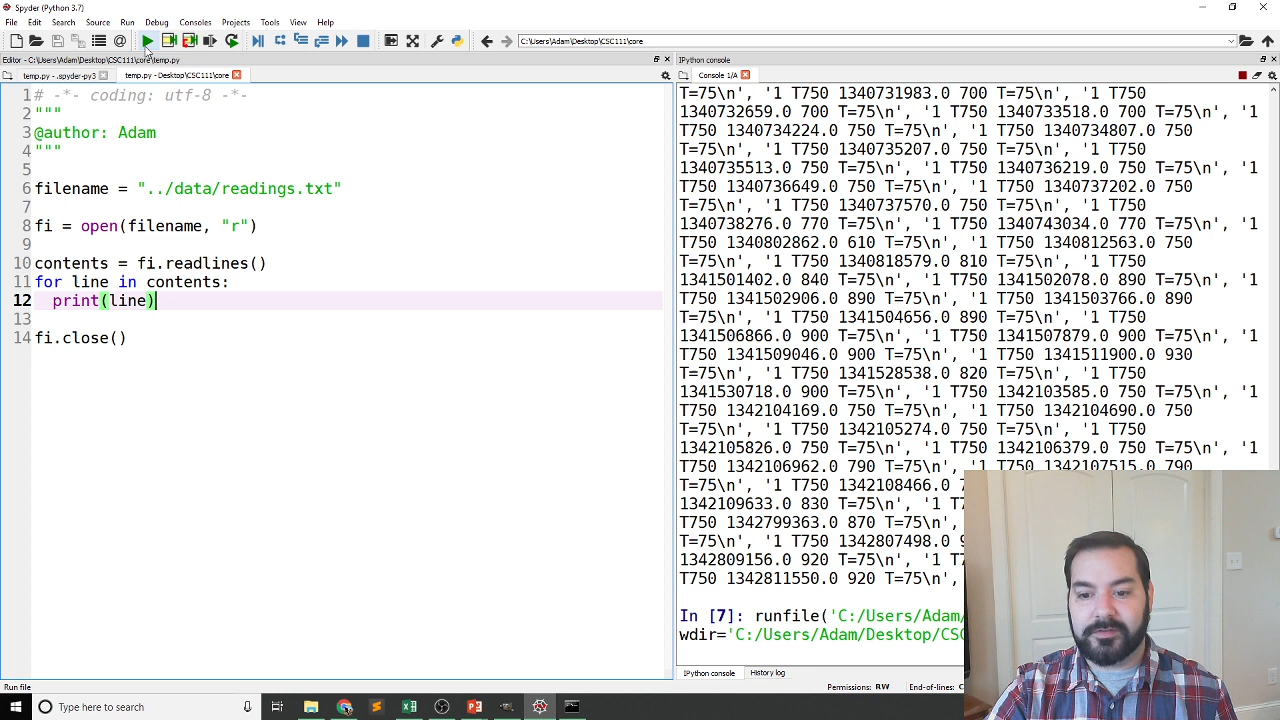 Spyder (Python 3.7)
File Edit Search Source Run Debug Consoles Projects Tools View Help
C:\Users\Adam\Desktop\CSC111\core
Editor - C:\Users\Adam\Desktop\CSC111\core\temp.py
IPython console
temp.py - .spyder-py3
temp.py - Desktop\CSC111\core
Console 1/A
1 # -*- coding: utf-8 -*-
2 """
3 @author: Adam
4 """
5
6 filename = "../data/readings.txt"
7
8 fi = open(filename, "r")
9
10 contents = fi.readlines()
11 for line in contents:
12 print(line)
13
14 fi.close()
T=75\n', '1 T750 1340731983.0 700 T=75\n', '1 T750
1340732659.0 700 T=75\n', '1 T750 1340733518.0 700 T=75\n', '1
T750 1340734224.0 750 T=75\n', '1 T750 1340734807.0 750
T=75\n', '1 T750 1340735207.0 750 T=75\n', '1 T750
1340735513.0 750 T=75\n', '1 T750 1340736219.0 750 T=75\n', '1
T750 1340736649.0 750 T=75\n', '1 T750 1340737202.0 750
T=75\n', '1 T750 1340737570.0 750 T=75\n', '1 T750
1340738276.0 770 T=75\n', '1 T750 1340743034.0 770 T=75\n', '1
T750 1340802862.0 610 T=75\n', '1 T750 1340812563.0 750
T=75\n', '1 T750 1340818579.0 810 T=75\n', '1 T750
1341501402.0 840 T=75\n', '1 T750 1341502078.0 890 T=75\n', '1
T750 1341502906.0 890 T=75\n', '1 T750 1341503766.0 890
T=75\n', '1 T750 1341504656.0 890 T=75\n', '1 T750
1341506866.0 900 T=75\n', '1 T750 1341507879.0 900 T=75\n', '1
T750 1341509046.0 900 T=75\n', '1 T750 1341511900.0 930
T=75\n', '1 T750 1341528538.0 820 T=75\n', '1 T750
1341530718.0 900 T=75\n', '1 T750 1342103585.0 750 T=75\n', '1
T750 1342104169.0 750 T=75\n', '1 T750 1342104690.0 750
T=75\n', '1 T750 1342105274.0 750 T=75\n', '1 T750
1342105826.0 750 T=75\n', '1 T750 1342106379.0 750 T=75\n', '1
T750 1342106962.0 790 T=75\n', '1 T750 1342107515.0 790
T=75\n', '1 T750 1342108466.0
1342109633.0 830 T=75\n', '1 T
T750 1342799363.0 870 T=75\n',
T=75\n', '1 T750 1342807498.0
1342809156.0 920 T=75\n', '1 T
T750 1342811550.0 920 T=75\n',
In [7]: runfile('C:/Users/Adam/
wdir='C:/Users/Adam/Desktop/CSC
IPython console History log
Run file
Permissions: RW End-of-lines:
Type here to search